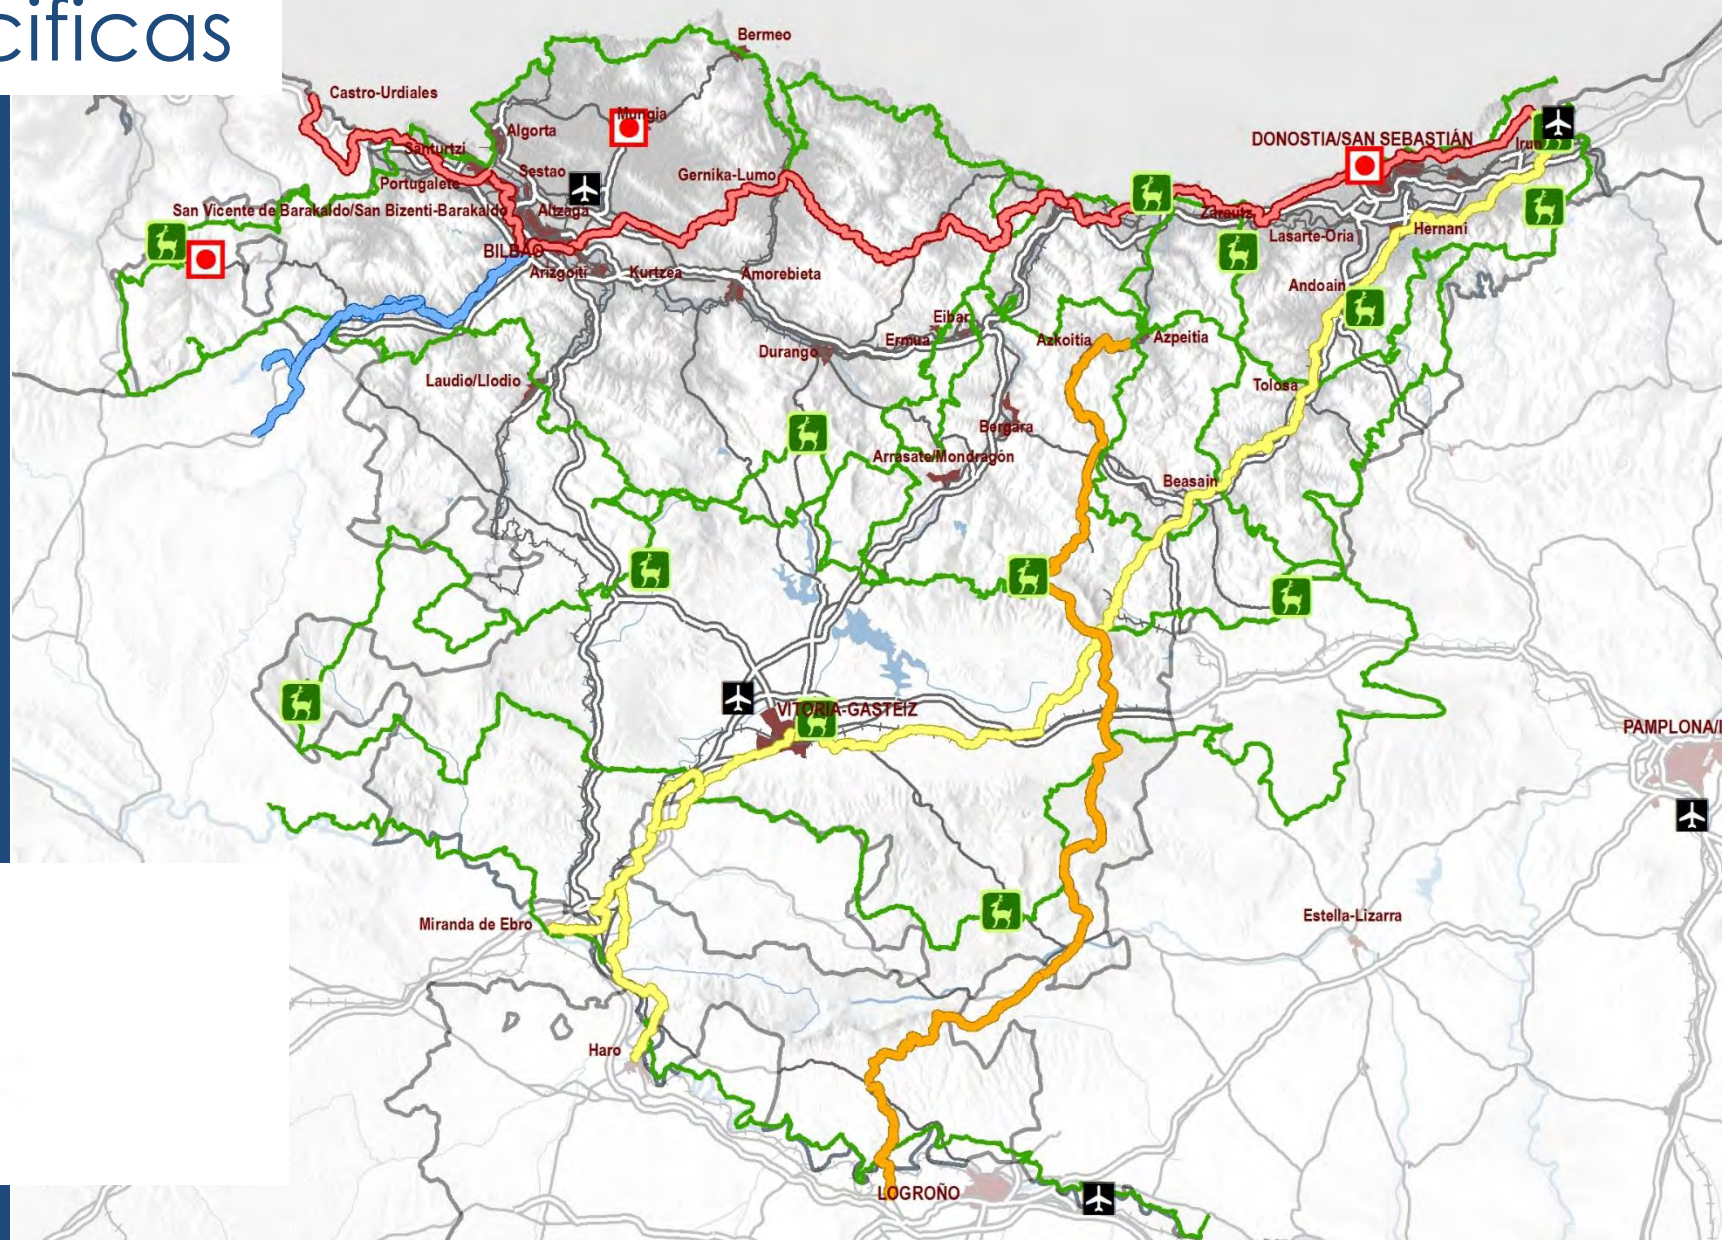 cificas
Bermeo
Castro-Urdiales
Mungia
Algorta
DONOSTIA/SAN SEBASTIÁN
Irun
Santurtzi
Sestao
Gernika-Lumo
Portugalete
San Vicente de Barakaldo/San Bizenti-Barakaldo
Altzaga
Zarautz
Hernani
Lasarte-Oria
BILBAO
Arizgoiti
Kurtzea
Amorebieta
Andoain
Eibar
Ermua
Azkoitia
Azpeitia
Durango
Laudio/Llodio
Tolosa
Bergara
Arrasate/Mondragón
Beasain
VITORIA-GASTEIZ
PAMPLONA/I
Miranda de Ebro
Estella-Lizarra
Haro
LOGROÑO